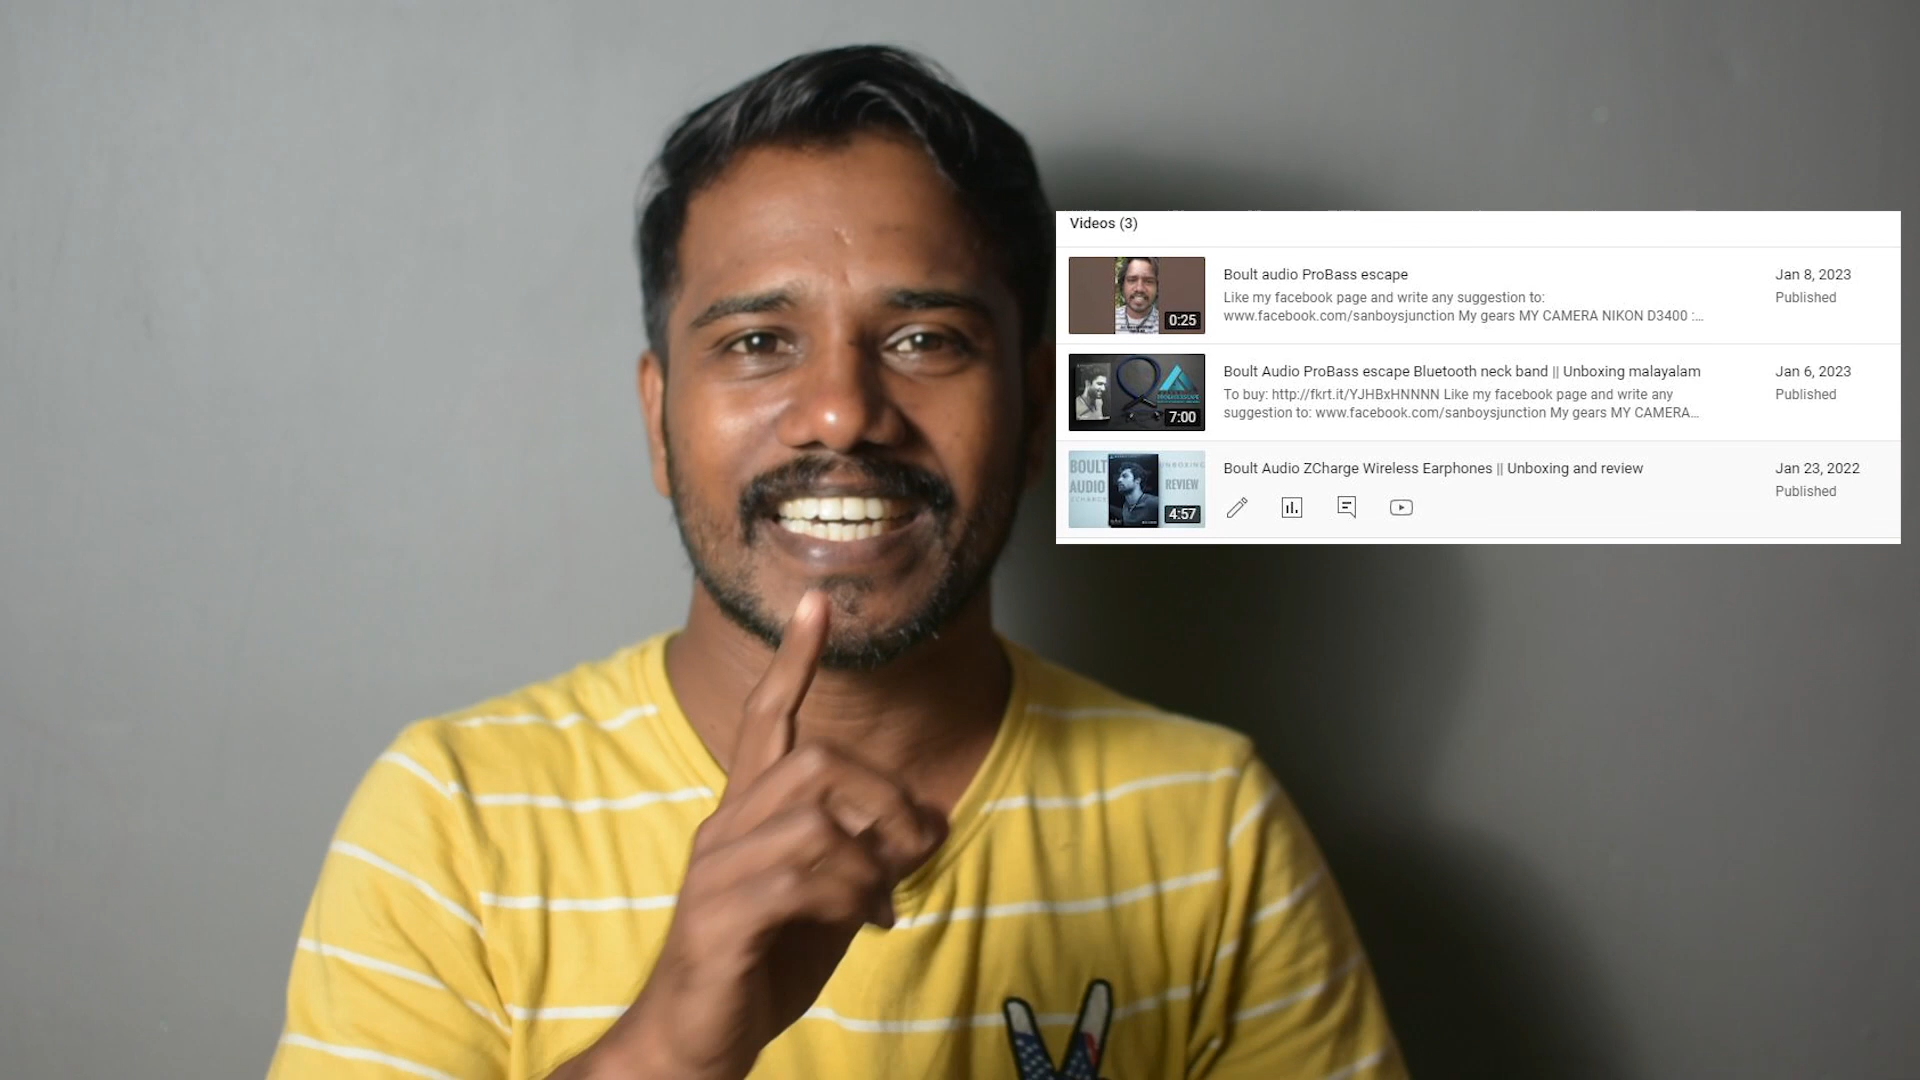 Videos (3)
Boult audio ProBass escape
Jan 8, 2023
Like my facebook page and write any suggestion to:
Published
www.facebook.com/sanboysjunction My gears MY CAMERA NIKON D3400 :...
0:25
Boult Audio ProBass escape Bluetooth neck band || Unboxing malayalam
Jan 6, 2023
To buy: http://fkrt.it/YJHBxHNNNN Like my facebook page and write any
Published
suggestion to: www.facebook.com/sanboysjunction My gears MY CAMERA...
7:00
Boult Audio ZCharge Wireless Earphones || Unboxing and review
Jan 23, 2022
Published
BOULT
AUDIO
ZCHARGE
UNBOXING
REVIEW
4:57